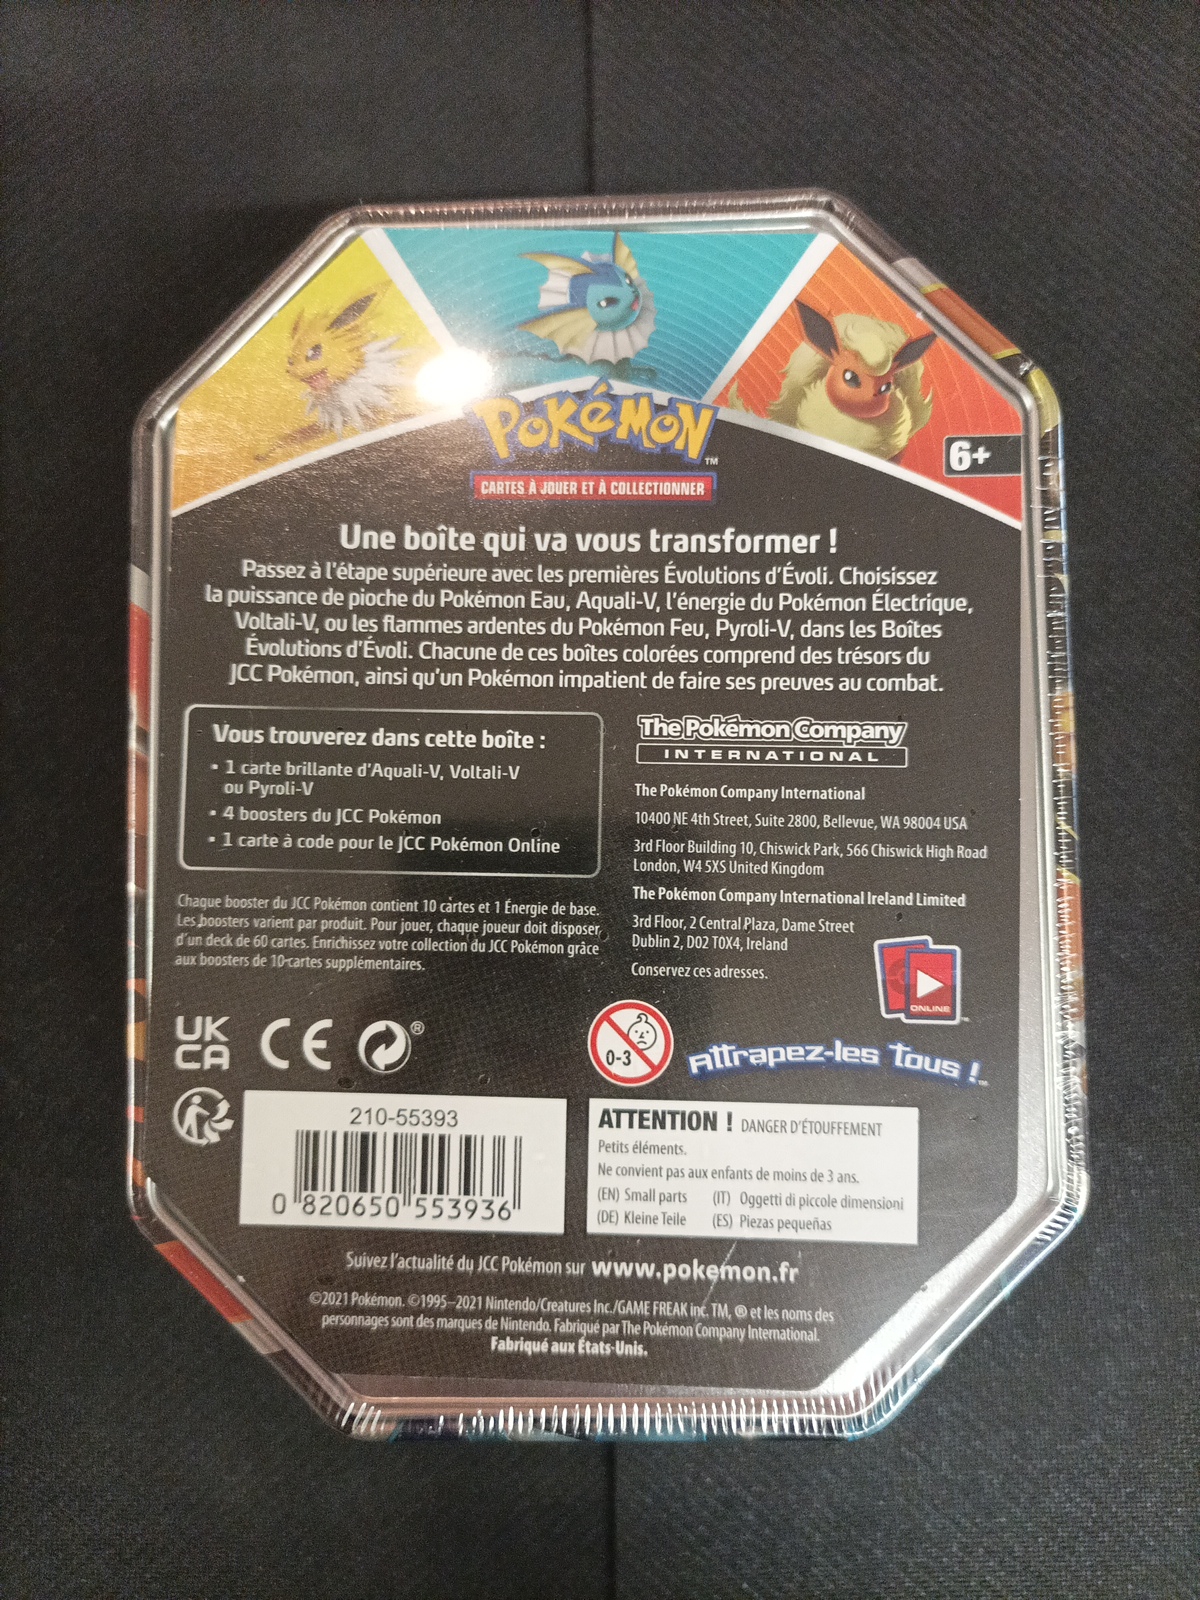 POKÉMON
TM
CARTES À JOUER ET À COLLECTIONNER
6+
Une boîte qui va vous transformer !
Passez à l'étape supérieure avec les premières Évolutions d'Évoli. Choisissez
la puissance de pioche du Pokémon Eau, Aquali-V, l'énergie du Pokémon Électrique,
Voltali-V, ou les flammes ardentes du Pokémon Feu, Pyroli-V, dans les Boîtes
Évolutions d'Évoli. Chacune de ces boîtes colorées comprend des trésors du
JCC Pokémon, ainsi qu'un Pokémon impatient de faire ses preuves au combat.
Vous trouverez dans cette boîte :
• 1 carte brillante d'Aquali-V, Voltali-V
ou Pyroli-V
• 4 boosters du JCC Pokémon
• 1 carte à code pour le JCC Pokémon Online
Chaque booster du JCC Pokémon contient 10 cartes et 1 Énergie de base.
Les boosters varient par produit. Pour jouer, chaque joueur doit disposer
d'un deck de 60 cartes. Enrichissez votre collection du JCC Pokémon grâce
aux boosters de 10 cartes supplémentaires.
The Pokémon Company
INTERNATIONAL
The Pokémon Company International
10400 NE 4th Street, Suite 2800, Bellevue, WA 98004 USA
3rd Floor Building 10, Chiswick Park, 566 Chiswick High Road
London, W4 5XS United Kingdom
The Pokémon Company International Ireland Limited
3rd Floor, 2 Central Plaza, Dame Street
Dublin 2, D02 T0X4, Ireland
Conservez ces adresses.
ONLINE
UK
CA
CE
®
0-3
Attrapez-les Tous !
TM
210-55393
0 820650 553936
ATTENTION ! DANGER D'ÉTOUFFEMENT
Petits éléments.
Ne convient pas aux enfants de moins de 3 ans.
(EN) Small parts (IT) Oggetti di piccole dimensioni
(DE) Kleine Teile (ES) Piezas pequeñas
Suivez l'actualité du JCC Pokémon sur www.pokemon.fr
©2021 Pokémon. ©1995–2021 Nintendo/Creatures Inc./GAME FREAK inc. TM, ® et les noms des
personnages sont des marques de Nintendo. Fabriqué par The Pokémon Company International.
Fabriqué aux États-Unis.